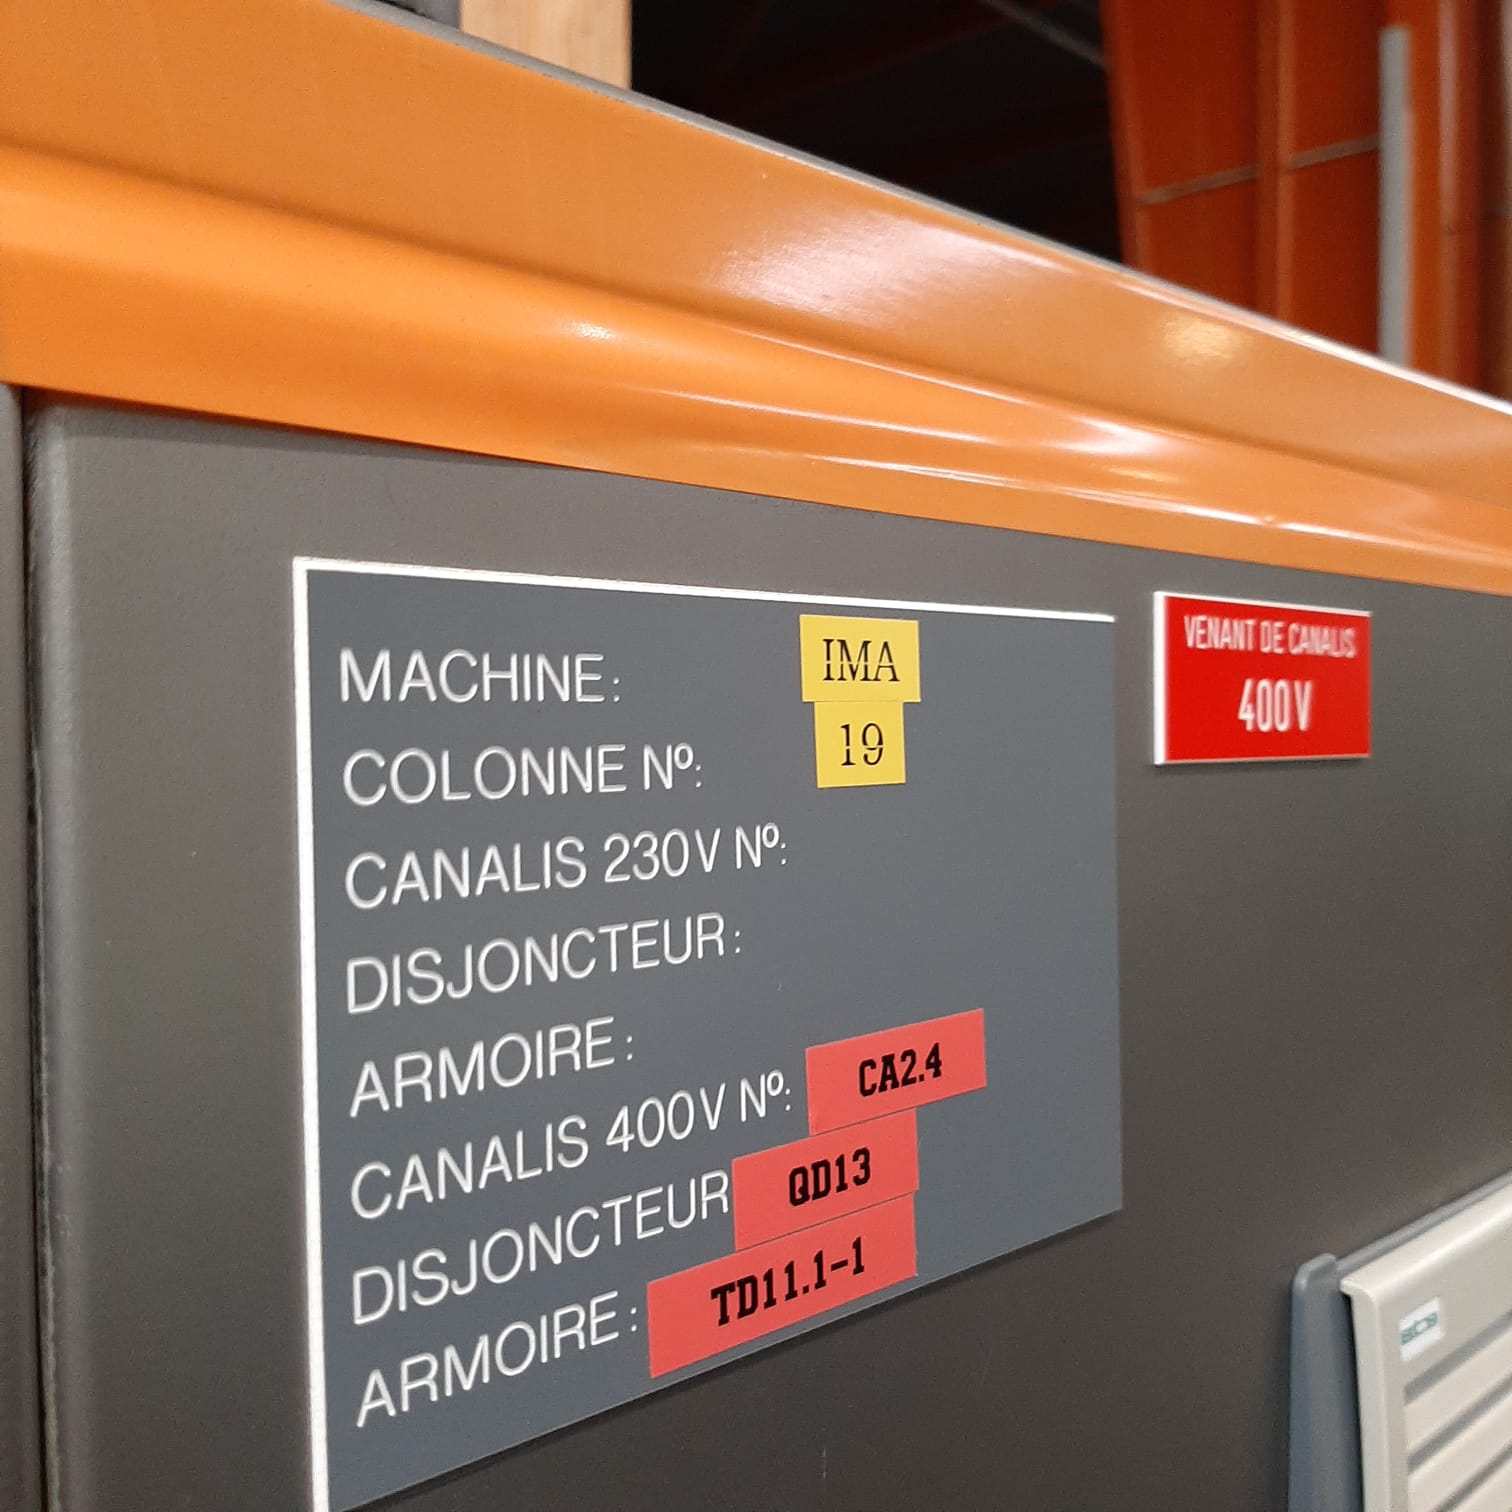 MACHINE: IMA
COLONNE Nº: 19
CANALIS 230V Nº:
DISJONCTEUR:
ARMOIRE:
CANALIS 400V Nº: CA2.4
DISJONCTEUR QD13
ARMOIRE: TD11.1-1
VENANT DE CANALIS
400V